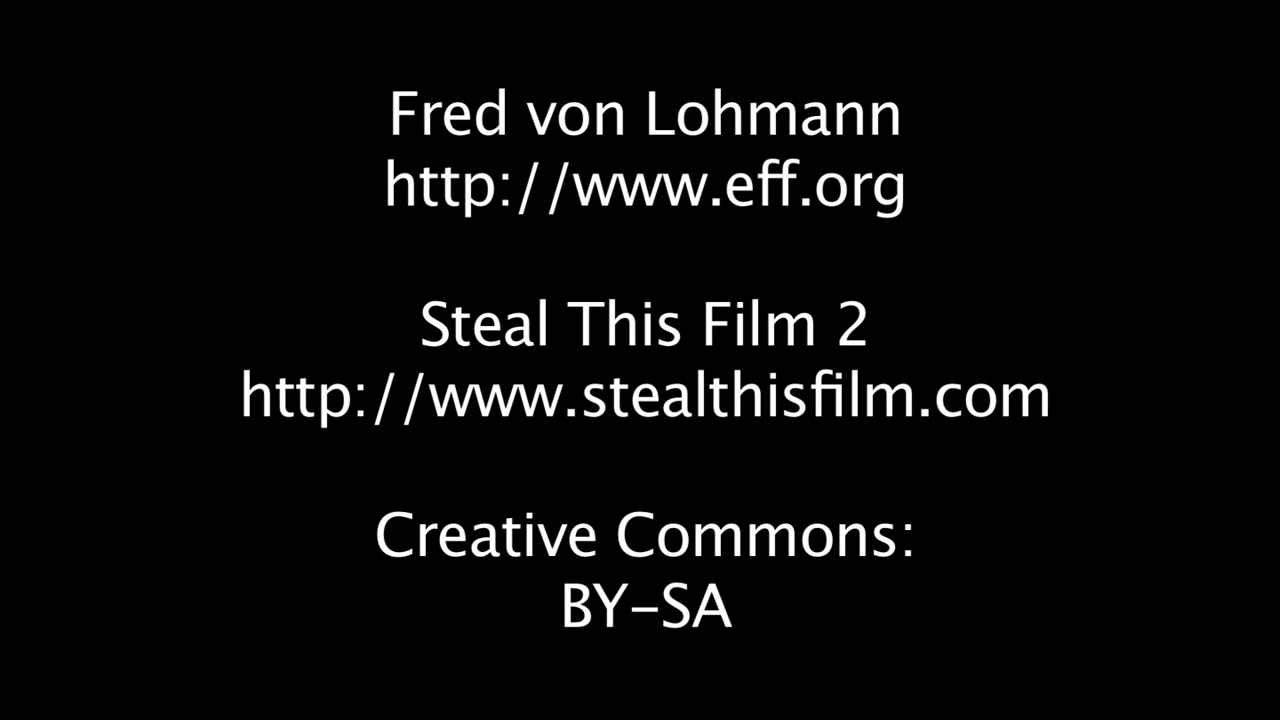 Fred von Lohmann
http://www.eff.org
Steal This Film 2
http://www.stealthisfilm.com
Creative Commons:
BY-SA